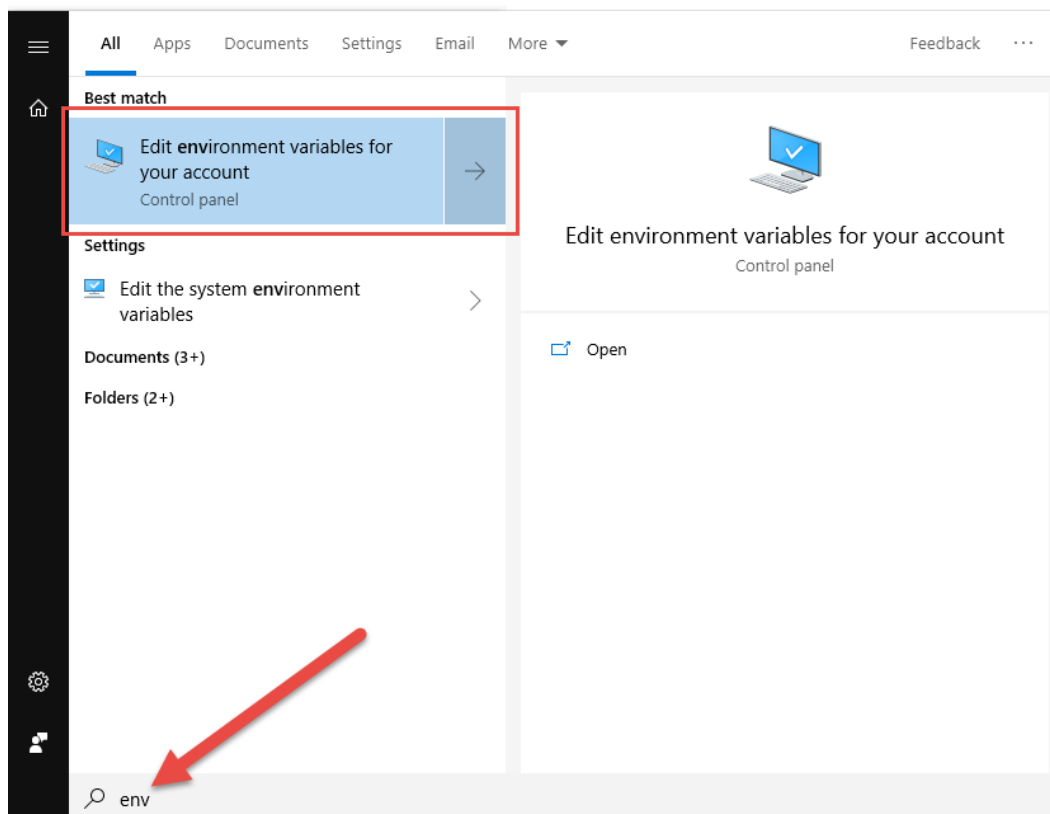 All Apps Documents Settings Email More Feedback ...
Best match
Edit environment variables for
your account
Control panel
Settings
Edit the system environment
variables
Documents (3+)
Folders (2+)
Edit environment variables for your account
Control panel
Open
env